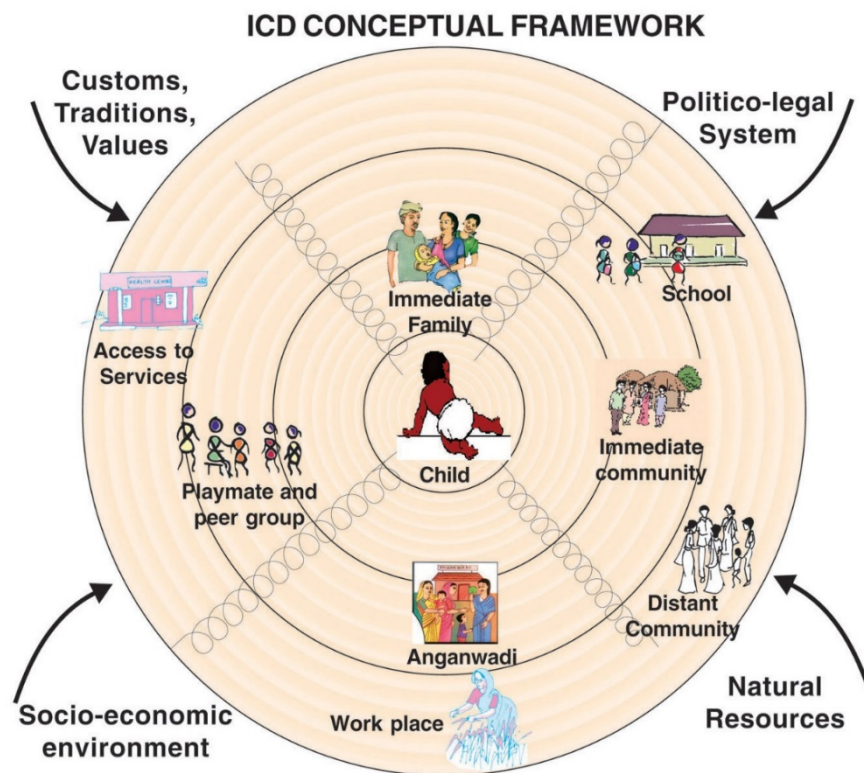 ICD CONCEPTUAL FRAMEWORK
Customs,
Traditions,
Values
Politico-legal
System
Immediate
Family
School
Access to
Services
Child
Immediate
community
Playmate and
peer group
Anganwadi
Distant
Community
Work place
Socio-economic
environment
Natural
Resources